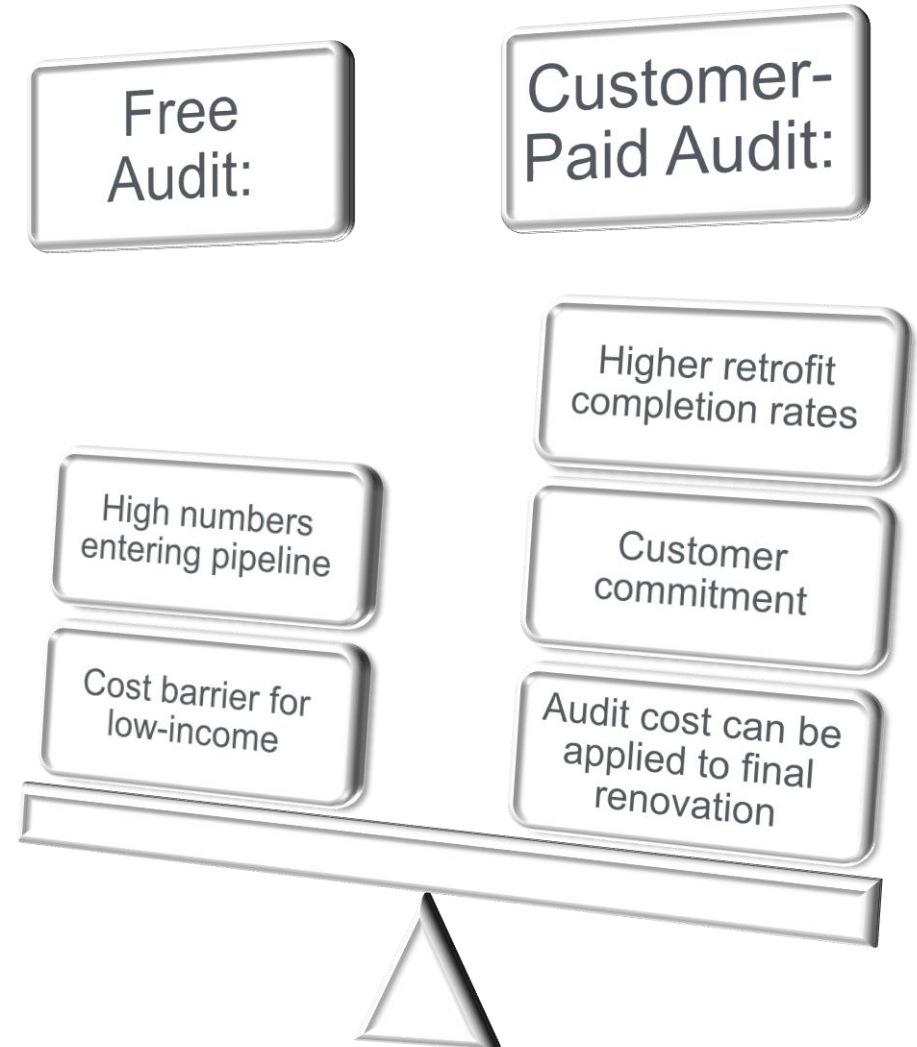 Free
Audit:
Customer-
Paid Audit:
High numbers
entering pipeline
Cost barrier for
low-income
Higher retrofit
completion rates
Customer
commitment
Audit cost can be
applied to final
renovation